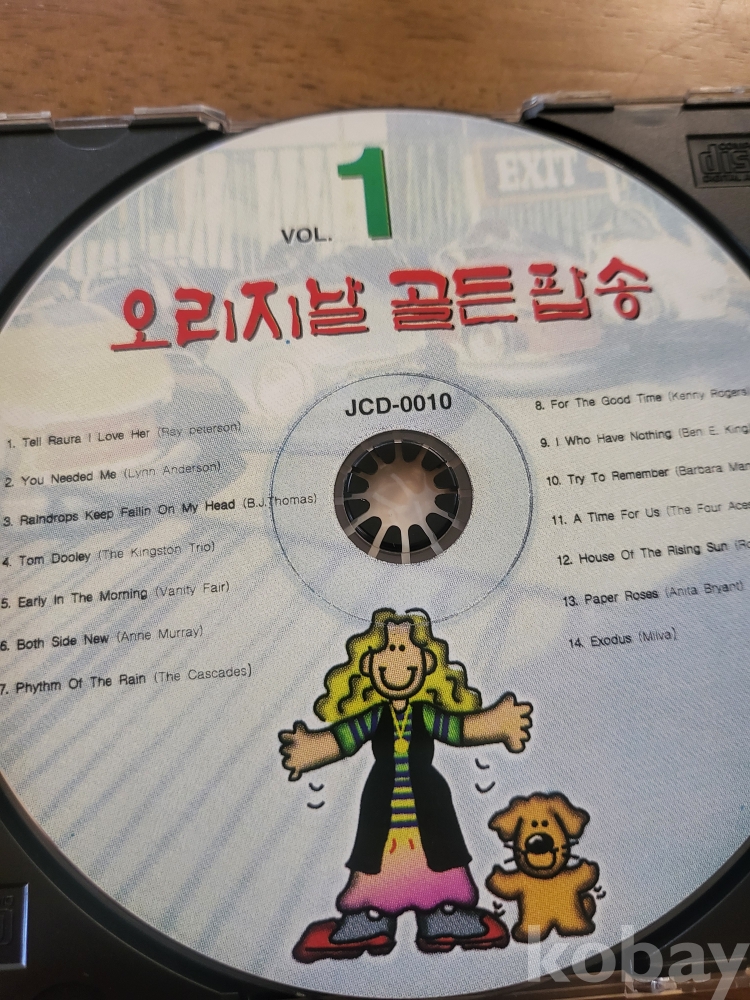 VOL. 1
EXIT
오리지날 골든 팝송
JCD-0010
1. Tell Raura I Love Her (Ray peterson)
2. You Needed Me (Lynn Anderson)
3. Raindrops Keep Fallin On My Head (B.J.Thomas)
4. Tom Dooley (The Kingston Trio)
5. Early In The Morning (Vanity Fair)
6. Both Side New (Anne Murray)
7. Phythm Of The Rain (The Cascades)
8. For The Good Time (Kenny Rogers
9. I Who Have Nothing (Ben E. King
10. Try To Remember (Barbara
11. A Time For Us (The Four
12. House Of The Rising Sun
13. Paper Roses (Anita Bryant)
14. Exodus (Milva)
kobay